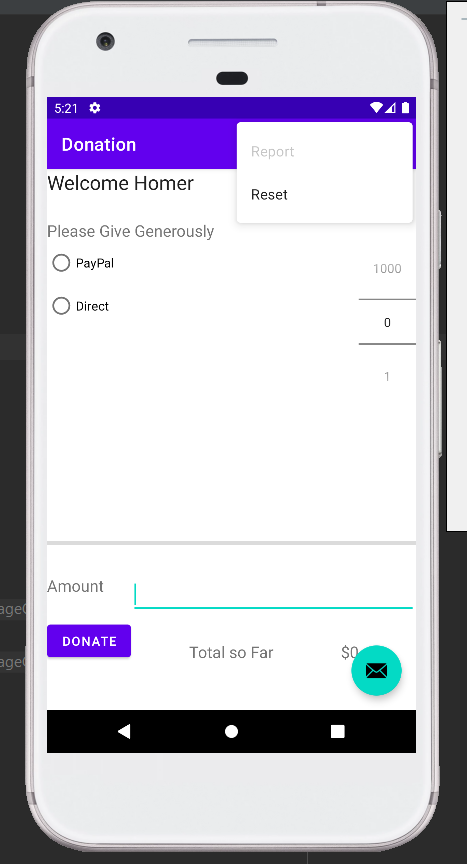 5:21
Donation
Report
Reset
Welcome Homer
Please Give Generously
PayPal
Direct
1000
0
1
Amount
DONATE
Total so Far
$0
ageC
ageC